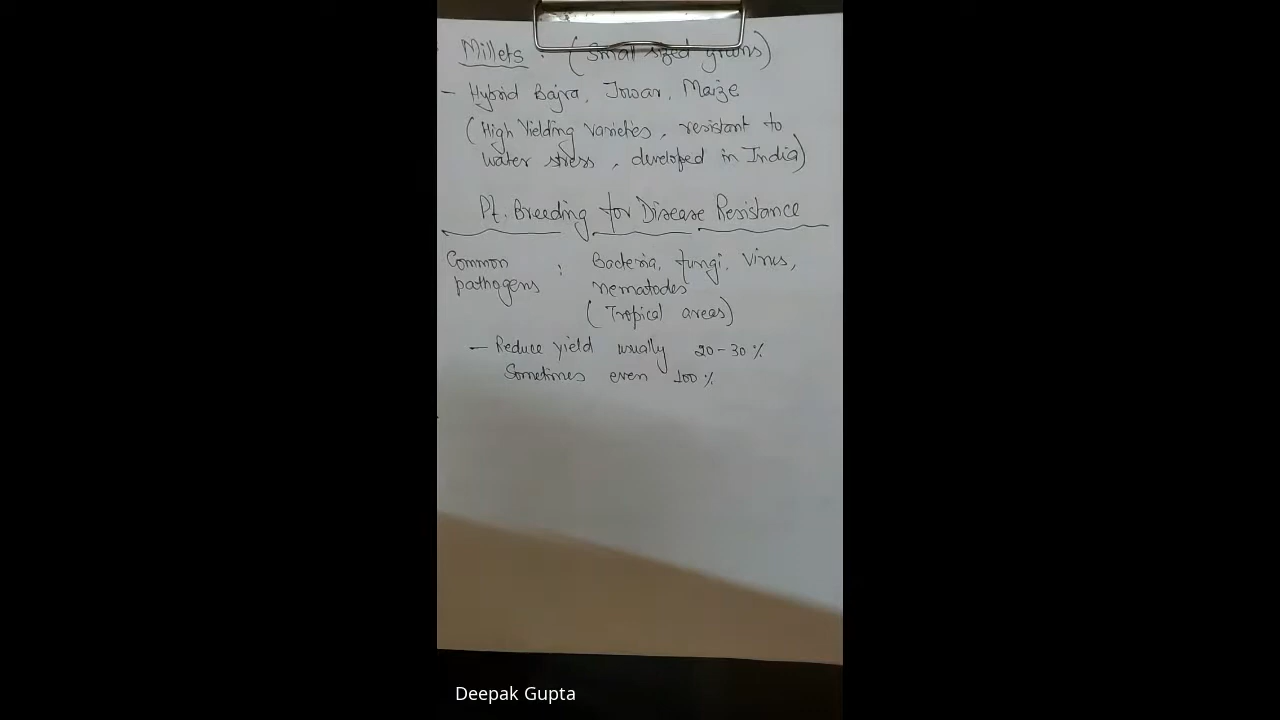 Millets : (Small sized grains)
- Hybrid Bajra, Jowar, Maize
(High Yielding varieties, resistant to
water stress, developed in India)
Pt. Breeding for Disease Resistance
Common pathogens : Bacteria, fungi, Virus,
nematodes
(Tropical areas)
- Reduce yield usually 20-30%
Sometimes even 100%
Deepak Gupta